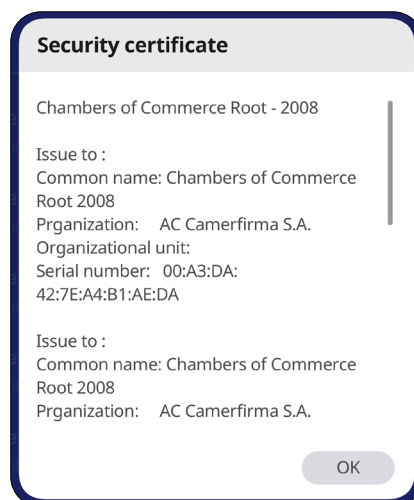 Security certificate
Chambers of Commerce Root - 2008
Issue to :
Common name: Chambers of Commerce
Root 2008
Prganization: AC Camerfirma S.A.
Organizational unit:
Serial number: 00:A3:DA:
42:7E:A4:B1:AE:DA
Issue to :
Common name: Chambers of Commerce
Root 2008
Prganization: AC Camerfirma S.A.
OK